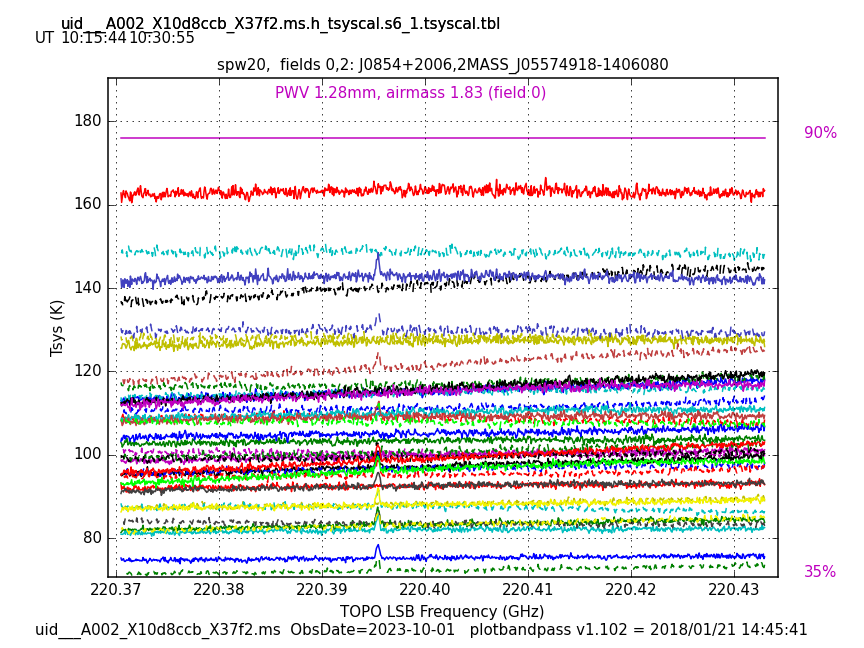 uid___A002_X10d8ccb_X37f2.ms.h_tsyscal.s6_1.tsyscal.tbl
UT 10:15:44 10:30:55
spw20,  fields 0,2: J0854+2006,2MASS_J05574918-1406080
PWV 1.28mm, airmass 1.83 (field 0)
90%
180
160
140
120
100
80
Tsys (K)
35%
220.37 220.38 220.39 220.40 220.41 220.42 220.43
TOPO LSB Frequency (GHz)
uid___A002_X10d8ccb_X37f2.ms  ObsDate=2023-10-01   plotbandpass v1.102 = 2018/01/21 14:45:41